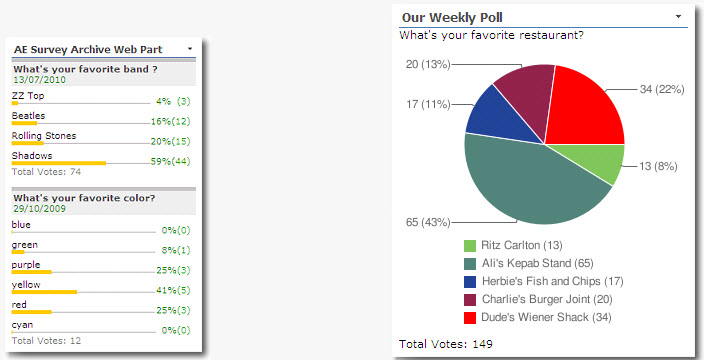 AE Survey Archive Web Part
What's your favorite band ?
13/07/2010
ZZ Top
4% (3)
Beatles
16%(12)
Rolling Stones
20%(15)
Shadows
59%(44)
Total Votes: 74
What's your favorite color?
29/10/2009
blue
0%(0)
green
8%(1)
purple
25%(3)
yellow
41%(5)
red
25%(3)
cyan
0%(0)
Total Votes: 12
Our Weekly Poll
What's your favorite restaurant?
20 (13%)
34 (22%)
17 (11%)
13 (8%)
65 (43%)
Ritz Carlton (13)
Ali's Kepab Stand (65)
Herbie's Fish and Chips (17)
Charlie's Burger Joint (20)
Dude's Wiener Shack (34)
Total Votes: 149